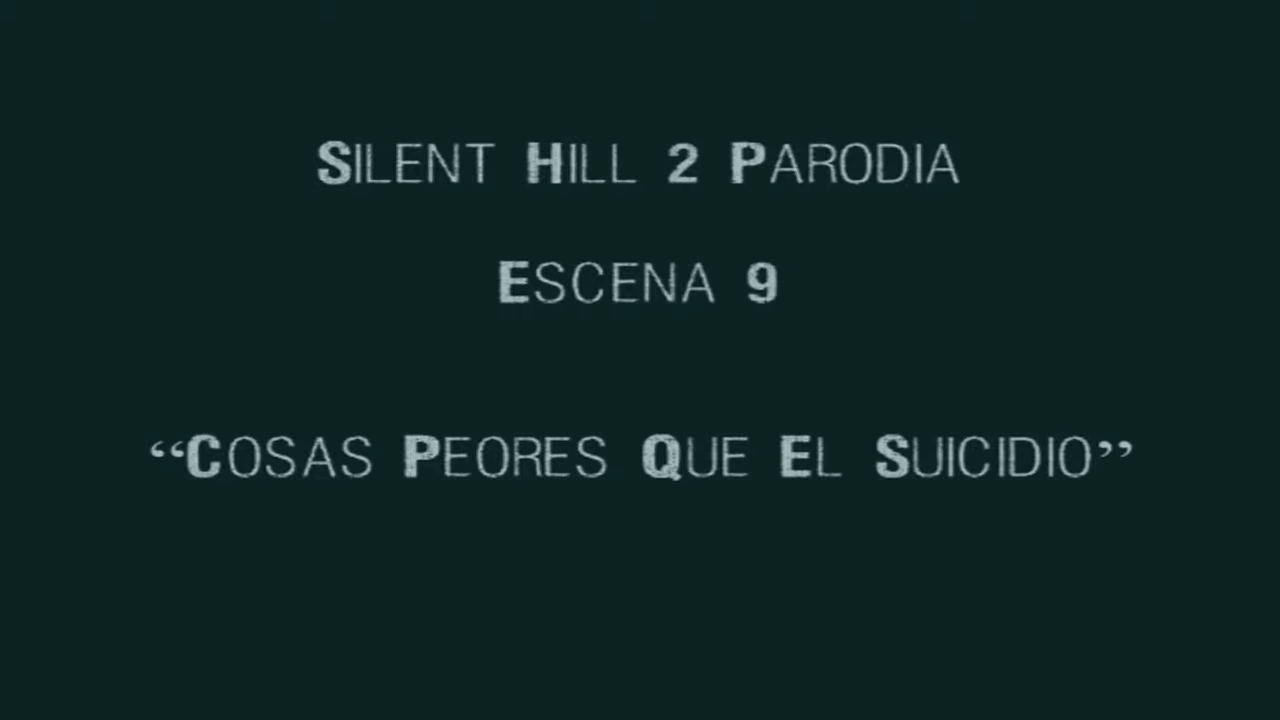 Silent Hill 2 Parodia
Escena 9
“Cosas Peores Que El Suicidio”